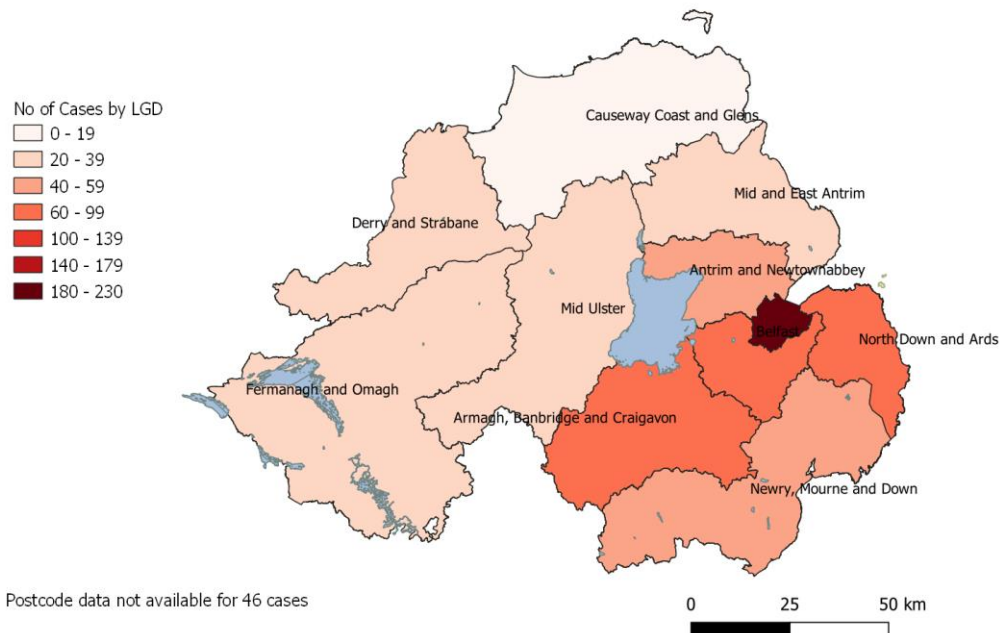 No of Cases by LGD
0 - 19
20 - 39
40 - 59
60 - 99
100 - 139
140 - 179
180 - 230
Causeway Coast and Glens
Mid and East Antrim
Derry and Strabane
Antrim and Newtownabbey
Mid Ulster
Belfast
North Down and Ards
Fermanagh and Omagh
Armagh, Banbridge and Craigavon
Newry, Mourne and Down
Postcode data not available for 46 cases
0 25 50 km